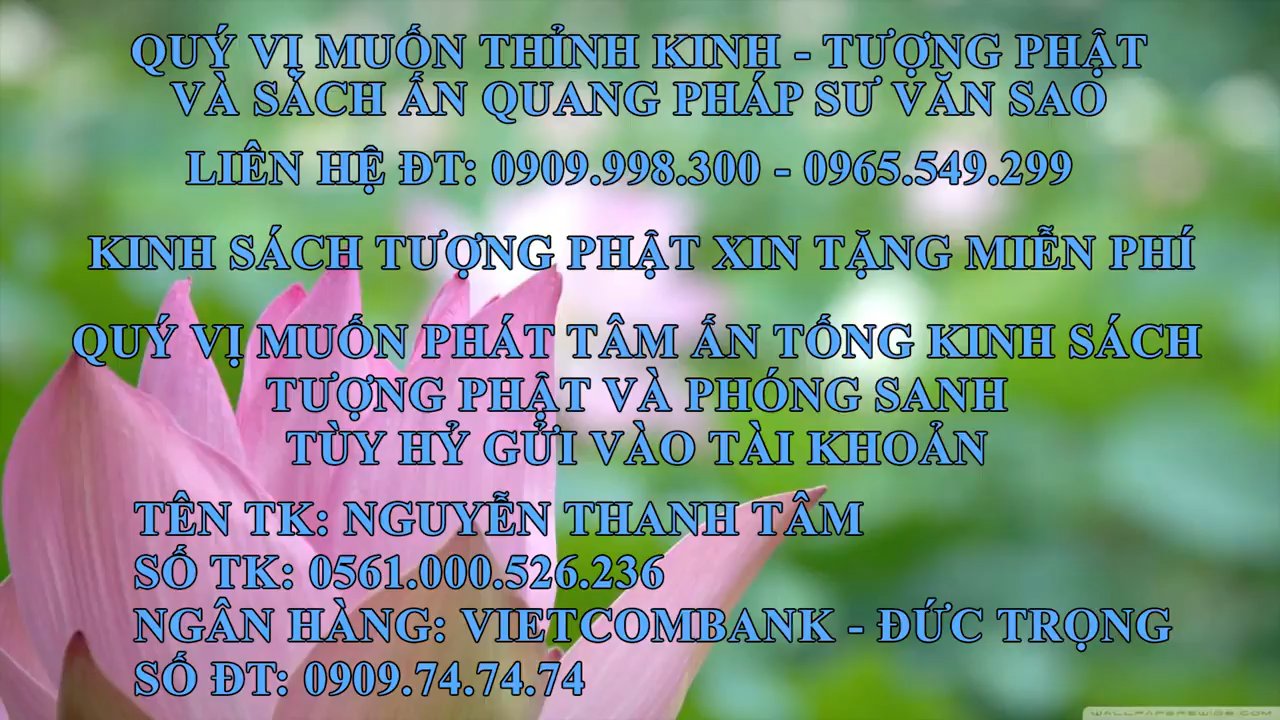 QUÝ VỊ MUỐN THỈNH KINH - TƯỢNG PHẬT
VÀ SÁCH ẤN QUANG PHÁP SƯ VĂN SAO
LIÊN HỆ ĐT: 0909.998.300 - 0965.549.299
KINH SÁCH TƯỢNG PHẬT XIN TẶNG MIỄN PHÍ
QUÝ VỊ MUỐN PHÁT TÂM ẤN TỐNG KINH SÁCH
TƯỢNG PHẬT VÀ PHÓNG SANH
TÙY HỶ GỬI VÀO TÀI KHOẢN
TÊN TK: NGUYỄN THANH TÂM
SỐ TK: 0561.000.526.236
NGÂN HÀNG: VIETCOMBANK - ĐỨC TRỌNG
SỐ ĐT: 0909.74.74.74
WALLPAPERSWIDE.COM